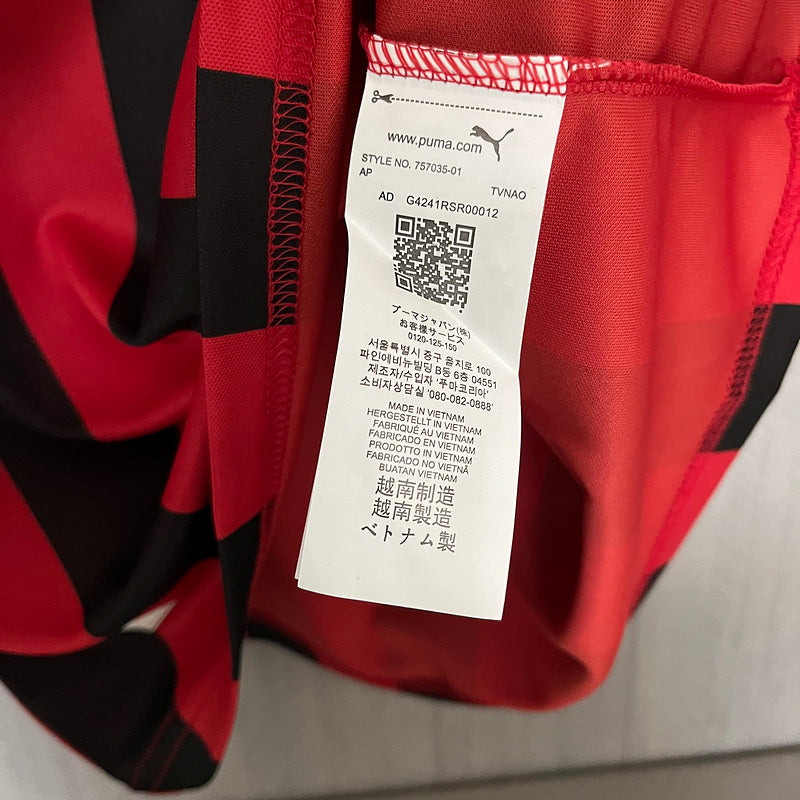 www.puma.com
STYLE NO. 757035-01
AP
TVNAO
AD G4241RSR00012
プーマジャパン(株)
お客様サービス
0120-125-150
서울특별시 중구 을지로 100
파인에비뉴빌딩 B동 6층 04551
제조자/수입자 '푸마코리아'
소비자상담실 '080-082-0888'
MADE IN VIETNAM
HERGESTELLT IN VIETNAM
FABRIQUÉ AU VIETNAM
FABRICADO EN VIETNAM
PRODOTTO IN VIETNAM
FABRICADO NO VIETNÃ
BUATAN VIETNAM
越南制造
越南製造
ベトナム製